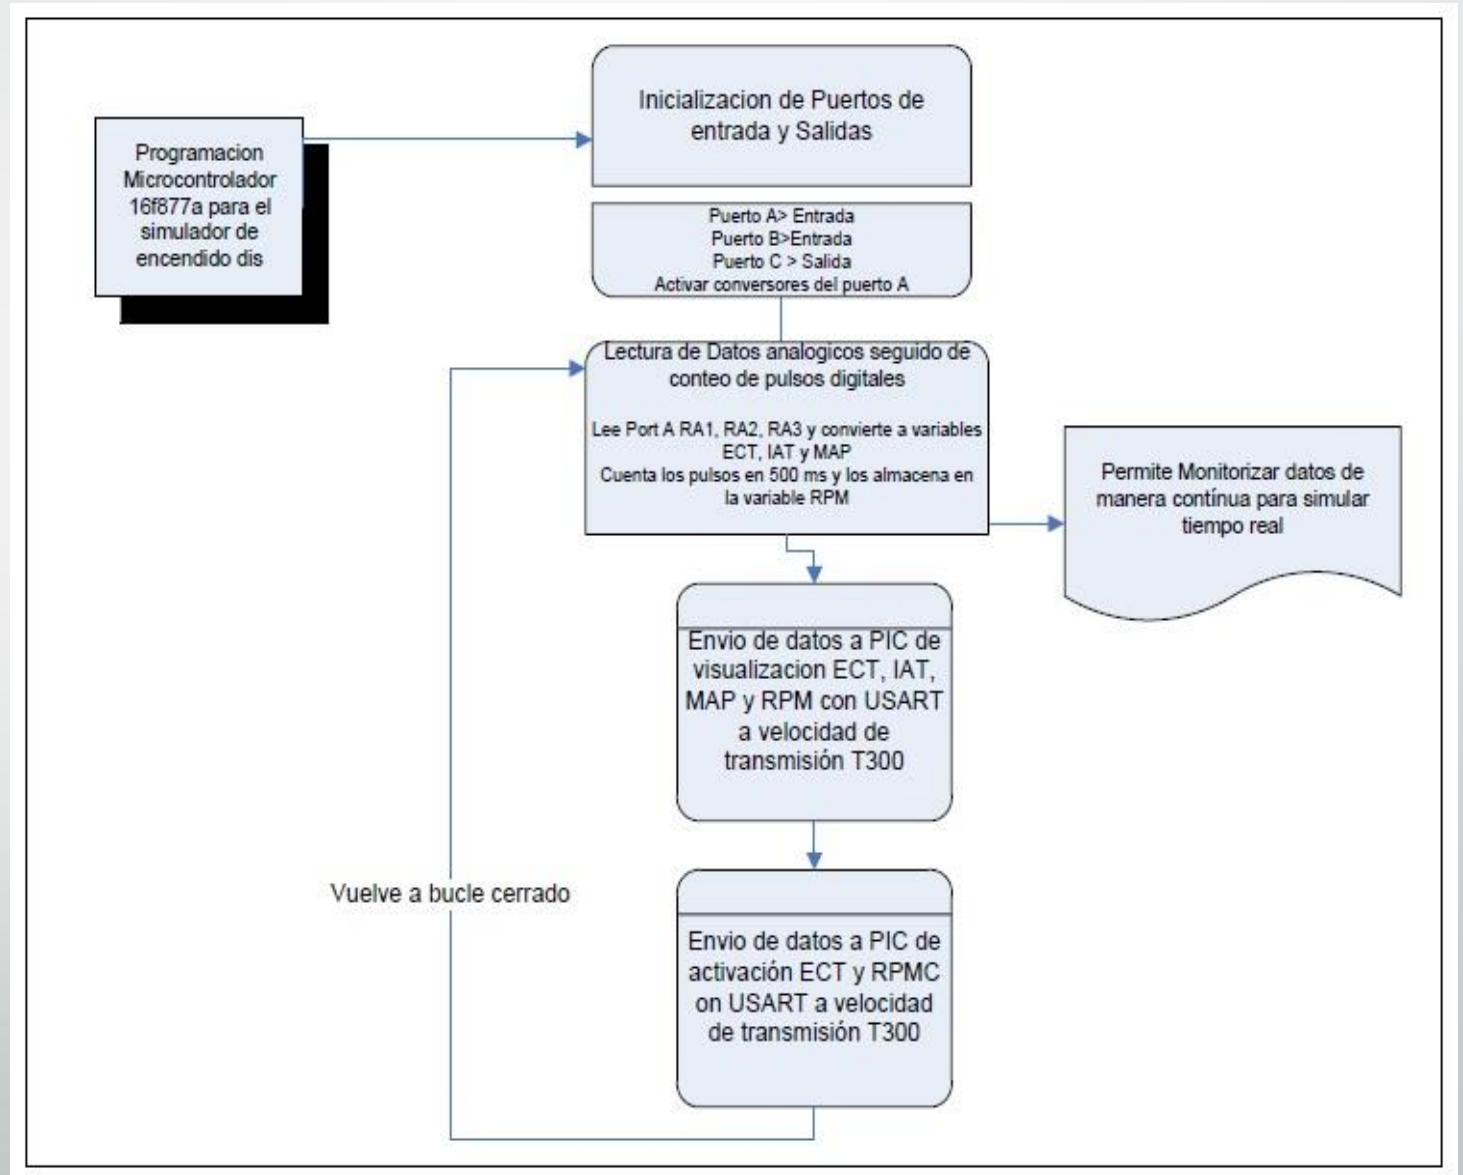 Programacion
Microcontrolador
16f877a para el
simulador de
encendido dis
Inicializacion de Puertos de
entrada y Salidas
Puerto A> Entrada
Puerto B>Entrada
Puerto C > Salida
Activar conversores del puerto A
Lectura de Datos analogicos seguido de
conteo de pulsos digitales
Lee Port A RA1, RA2, RA3 y convierte a variables
ECT, IAT y MAP
Cuenta los pulsos en 500 ms y los almacena en
la variable RPM
Permite Monitorizar datos de
manera contínua para simular
tiempo real
Envio de datos a PIC de
visualizacion ECT, IAT,
MAP y RPM con USART
a velocidad de
transmisión T300
Vuelve a bucle cerrado
Envio de datos a PIC de
activación ECT y RPMC
on USART a velocidad
de transmisión T300